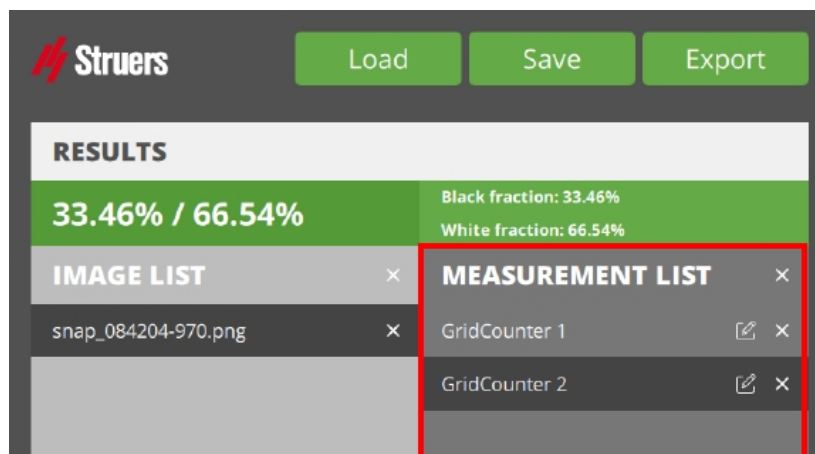 Struers
Load
Save
Export
RESULTS
33.46% / 66.54%
Black fraction: 33.46%
White fraction: 66.54%
IMAGE LIST
MEASUREMENT LIST
snap_084204-970.png
GridCounter 1
GridCounter 2